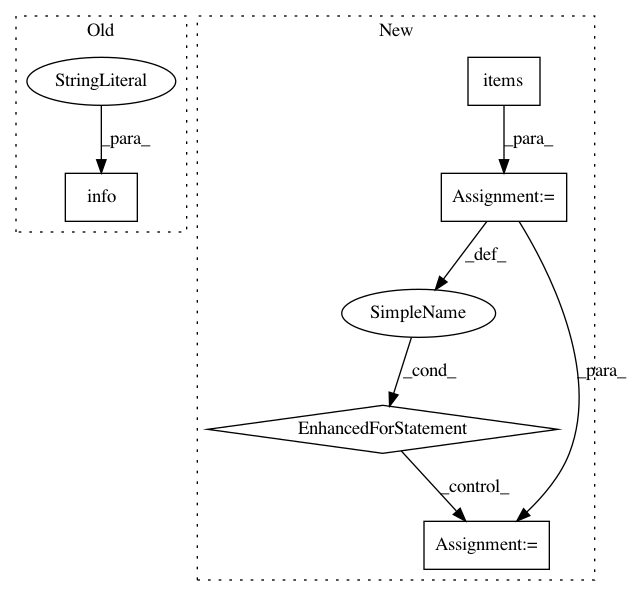 Old
New
StringLiteral
items
_para_
_para_
info
Assignment:=
_def_
SimpleName
_cond_
_para_
EnhancedForStatement
_control_
Assignment:=